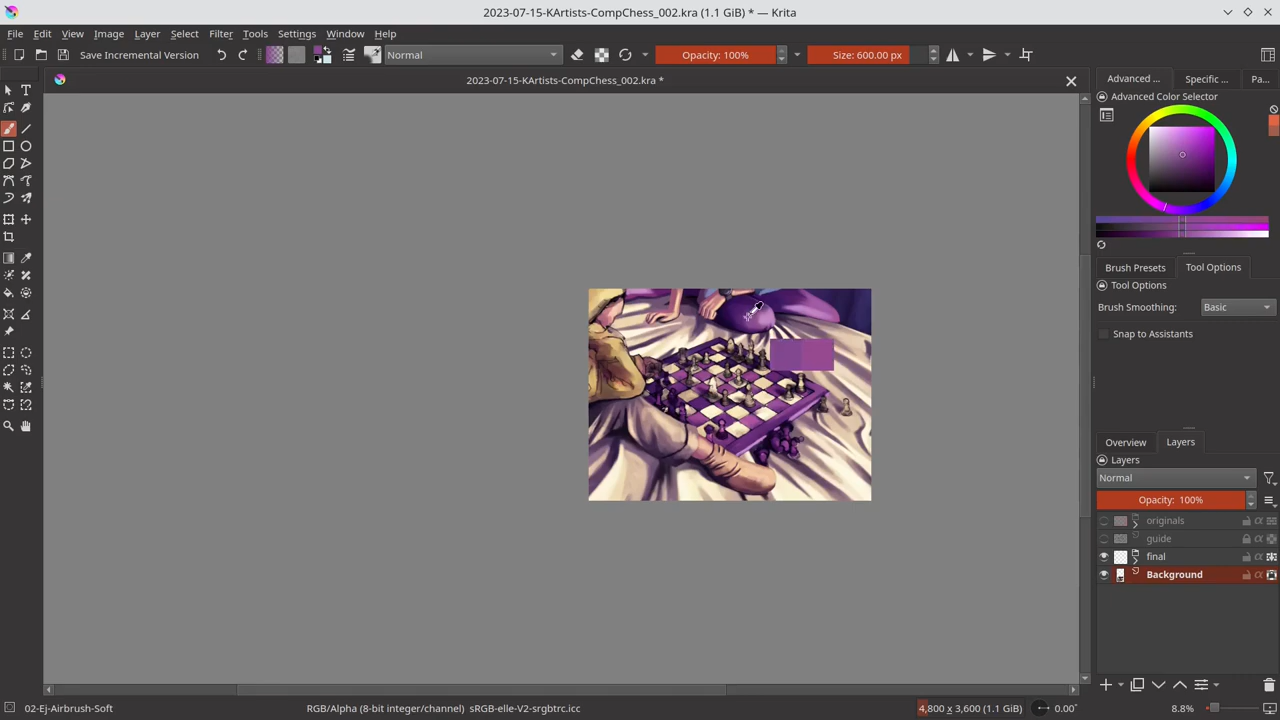 2023-07-15-KArtists-CompChess_002.kra (1.1 GiB) * — Krita
File Edit View Image Layer Select Filter Tools Settings Window Help
Save Incremental Version Normal Opacity: 100% Size: 600.00 px
2023-07-15-KArtists-CompChess_002.kra *
Advanced ... Specific ... Pa...
Advanced Color Selector
Brush Presets Tool Options
Tool Options
Brush Smoothing: Basic
Snap to Assistants
Overview Layers
Layers
Normal
Opacity: 100%
originals
guide
final
Background
02-Ej-Airbrush-Soft RGB/Alpha (8-bit integer/channel) sRGB-elle-V2-srgbtrc.icc 4,800 x 3,600 (1.1 GiB) 0.00° 8.8%